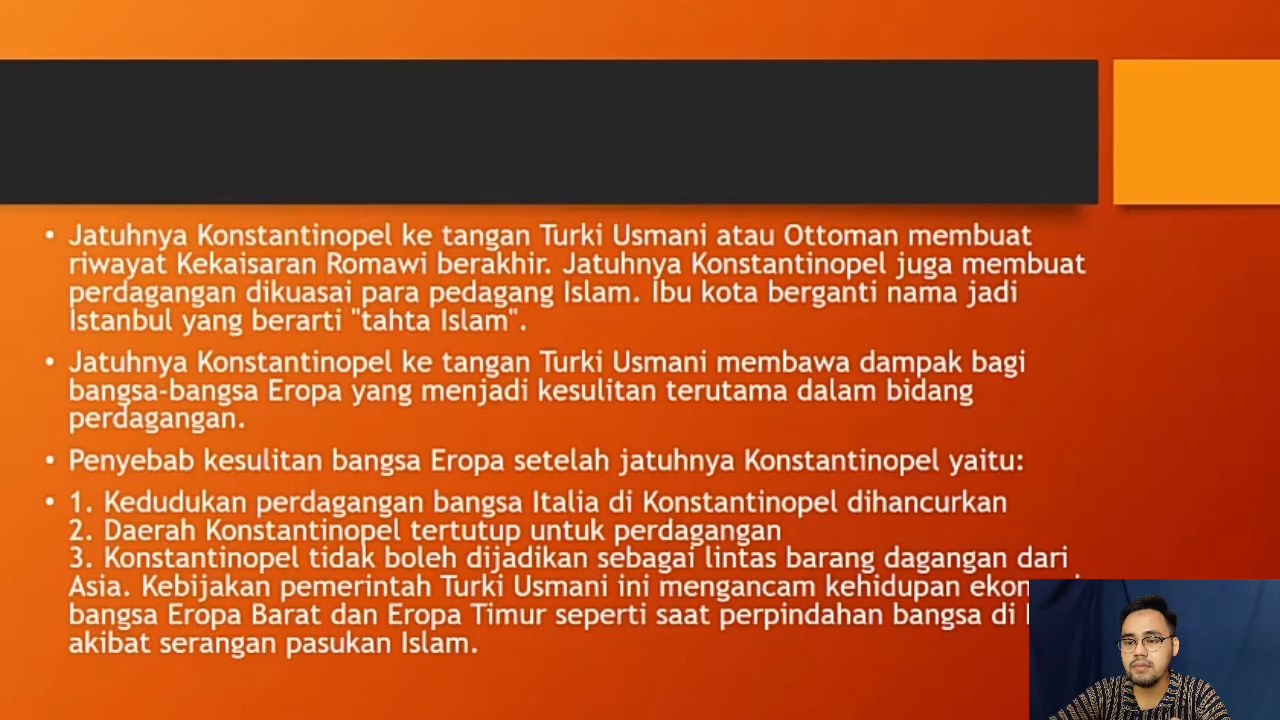 • Jatuhnya Konstantinopel ke tangan Turki Usmani atau Ottoman membuat
riwayat Kekaisaran Romawi berakhir. Jatuhnya Konstantinopel juga membuat
perdagangan dikuasai para pedagang Islam. Ibu kota berganti nama jadi
Istanbul yang berarti "tahta Islam".
• Jatuhnya Konstantinopel ke tangan Turki Usmani membawa dampak bagi
bangsa-bangsa Eropa yang menjadi kesulitan terutama dalam bidang
perdagangan.
• Penyebab kesulitan bangsa Eropa setelah jatuhnya Konstantinopel yaitu:
• 1. Kedudukan perdagangan bangsa Italia di Konstantinopel dihancurkan
2. Daerah Konstantinopel tertutup untuk perdagangan
3. Konstantinopel tidak boleh dijadikan sebagai lintas barang dagangan dari
Asia. Kebijakan pemerintah Turki Usmani ini mengancam kehidupan
bangsa Eropa Barat dan Eropa Timur seperti saat perpindahan bangsa di
akibat serangan pasukan Islam.